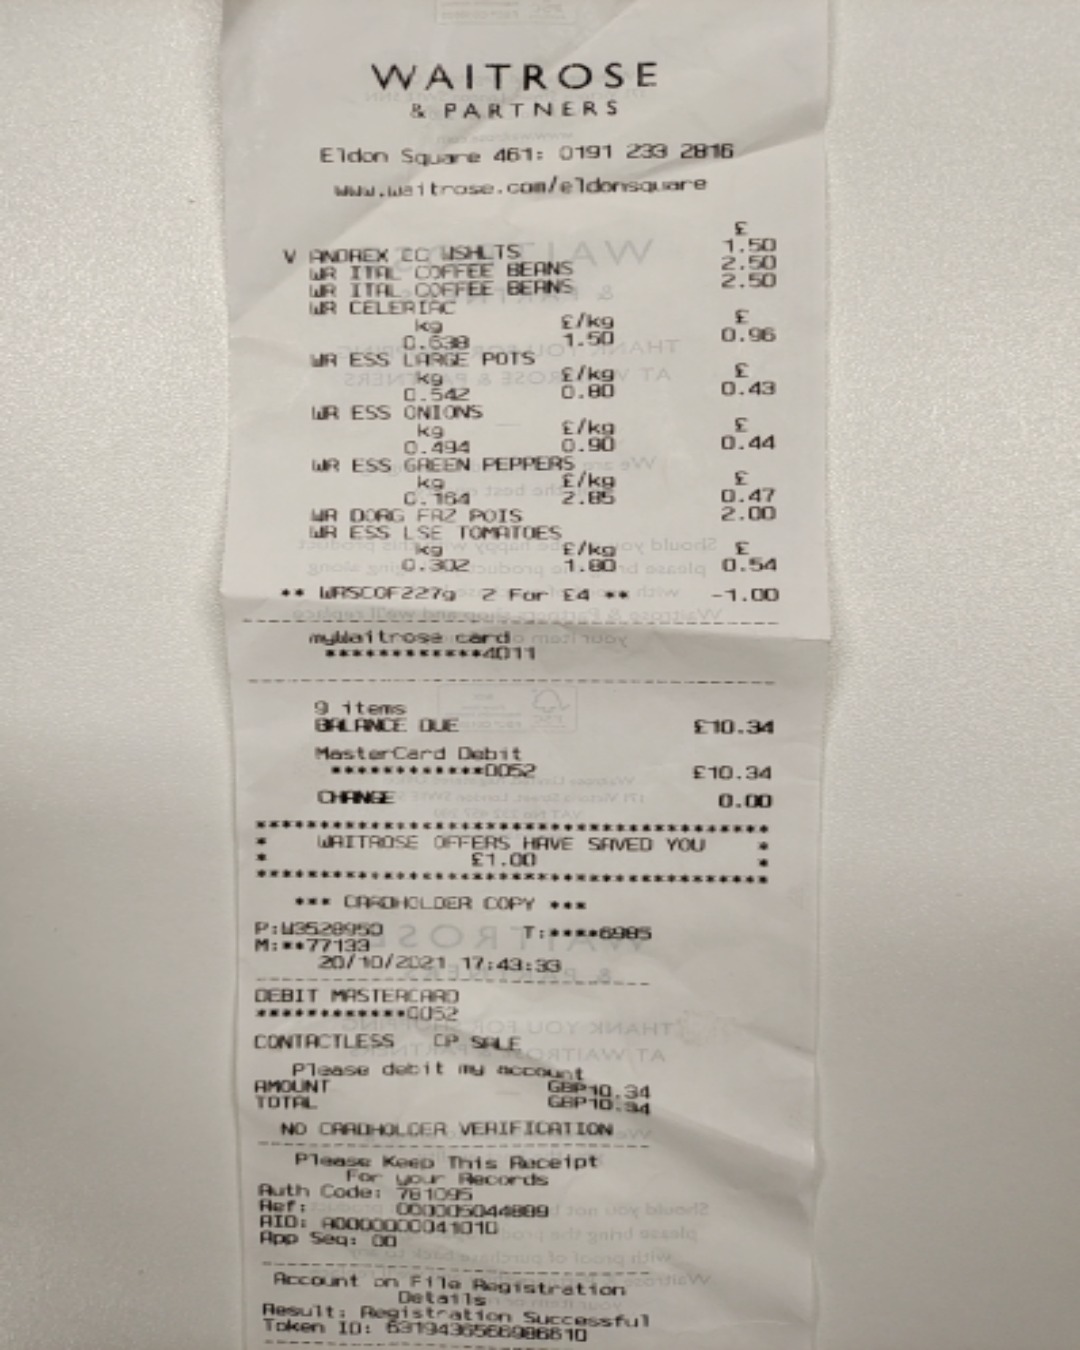 WAITROSE
& PARTNERS
Eldon Square 461: 0191 233 2816
www.waitrose.com/eldonsquare
£
V ANDREX CC WSHLTS 1.50
WR ITAL COFFEE BEANS 2.50
WR ITAL COFFEE BEANS 2.50
WR CELERIAC
kg £/kg £
0.638 1.50 0.96
WR ESS LARGE POTS
kg £/kg £
0.542 0.80 0.43
WR ESS ONIONS
kg £/kg £
0.494 0.90 0.44
WR ESS GREEN PEPPERS
kg £/kg £
0.164 2.85 0.47
WR DORG FRZ POTS 2.00
WR ESS LSE TOMATOES
kg £/kg £
0.302 1.80 0.54
** WRSCOF227g 2 For £4 ** -1.00
myWaitrose card
************4011
9 items
BALANCE DUE £10.34
MasterCard Debit
************0052 £10.34
CHANGE 0.00
WAITROSE OFFERS HAVE SAVED YOU
£1.00
*** CARDHOLDER COPY ***
P:W3528950 T:****6985
M:**77133
20/10/2021 17:43:33
DEBIT MASTERCARD
************0052
CONTACTLESS CP SALE
Please debit my account
AMOUNT GBP10.34
TOTAL GBP10.34
NO CARDHOLDER VERIFICATION
Please Keep This Receipt
For your Records
Auth Code: 781095
Ref: 000005044889
AID: A0000000041010
App Seq: 00
Account on File Registration
Details
Result: Registration Successful
Token ID: 6319436566986610